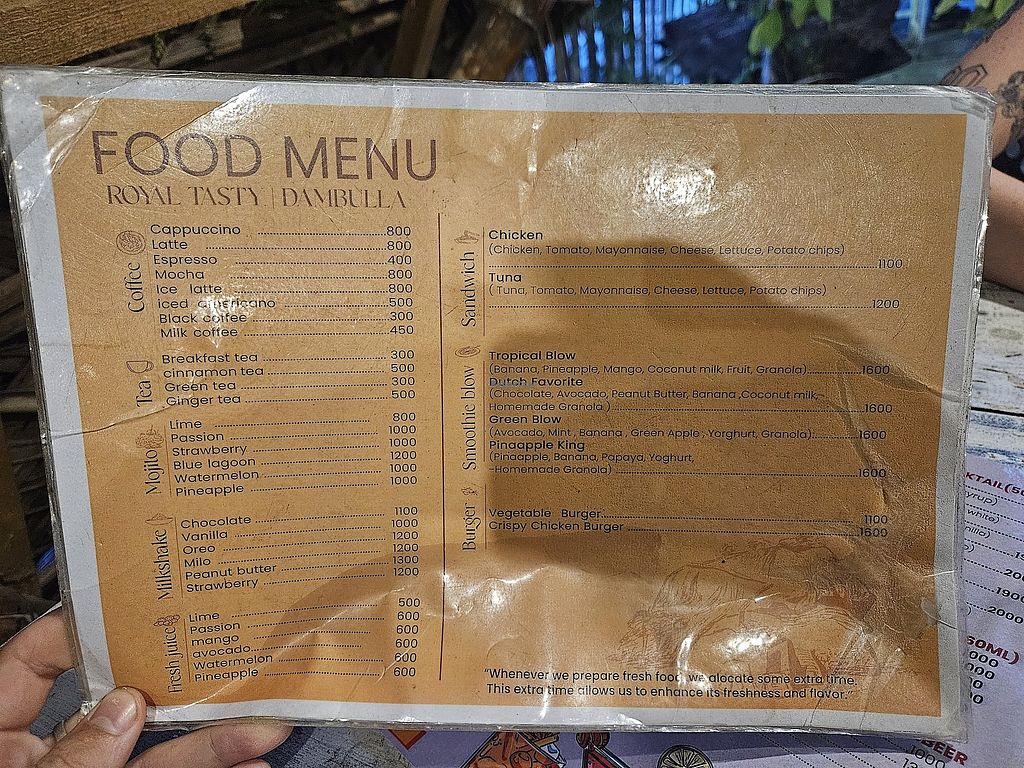 FOOD MENU
ROYAL TASTY | DAMBULLA
Coffee
Cappuccino 800
Latte 800
Espresso 400
Mocha 800
Ice latte 800
iced americano 500
Black coffee 300
Milk coffee 450
Tea
Breakfast tea 300
cinnamon tea 500
Green tea 300
Ginger tea 500
Mojito
Lime 800
Passion 1000
Strawberry 1000
Blue lagoon 1200
Watermelon 1000
Pineapple 1000
Milkshake
Chocolate 1100
Vanilla 1000
Oreo 1200
Milo 1200
Peanut butter 1300
Strawberry 1200
Fresh juice
Lime 500
Passion 600
mango 600
avocado 600
Watermelon 600
Pineapple 600
Sandwich
Chicken
(Chicken, Tomato, Mayonnaise, Cheese, Lettuce, Potato chips)
1100
Tuna
( Tuna, Tomato, Mayonnaise, Cheese, Lettuce, Potato chips)
1200
Smoothie blow
Tropical Blow
(Banana, Pineapple, Mango, Coconut milk, Fruit, Granola) 1600
Dutch Favorite
(Chocolate, Avocado, Peanut Butter, Banana ,Coconut milk,-
Homemade Granola ) 1600
Green Blow
(Avocado, Mint , Banana , Green Apple , Yorghurt, Granola) 1600
Pinaapple King
(Pinaapple, Banana, Papaya, Yoghurt,
-Homemade Granola) 1600
Burger
Vegetable Burger 1100
Crispy Chicken Burger 1600
"Whenever we prepare fresh food, we alocate some extra time.
This extra time allows us to enhance its freshness and flavor."
1900
2000
BEER
1000